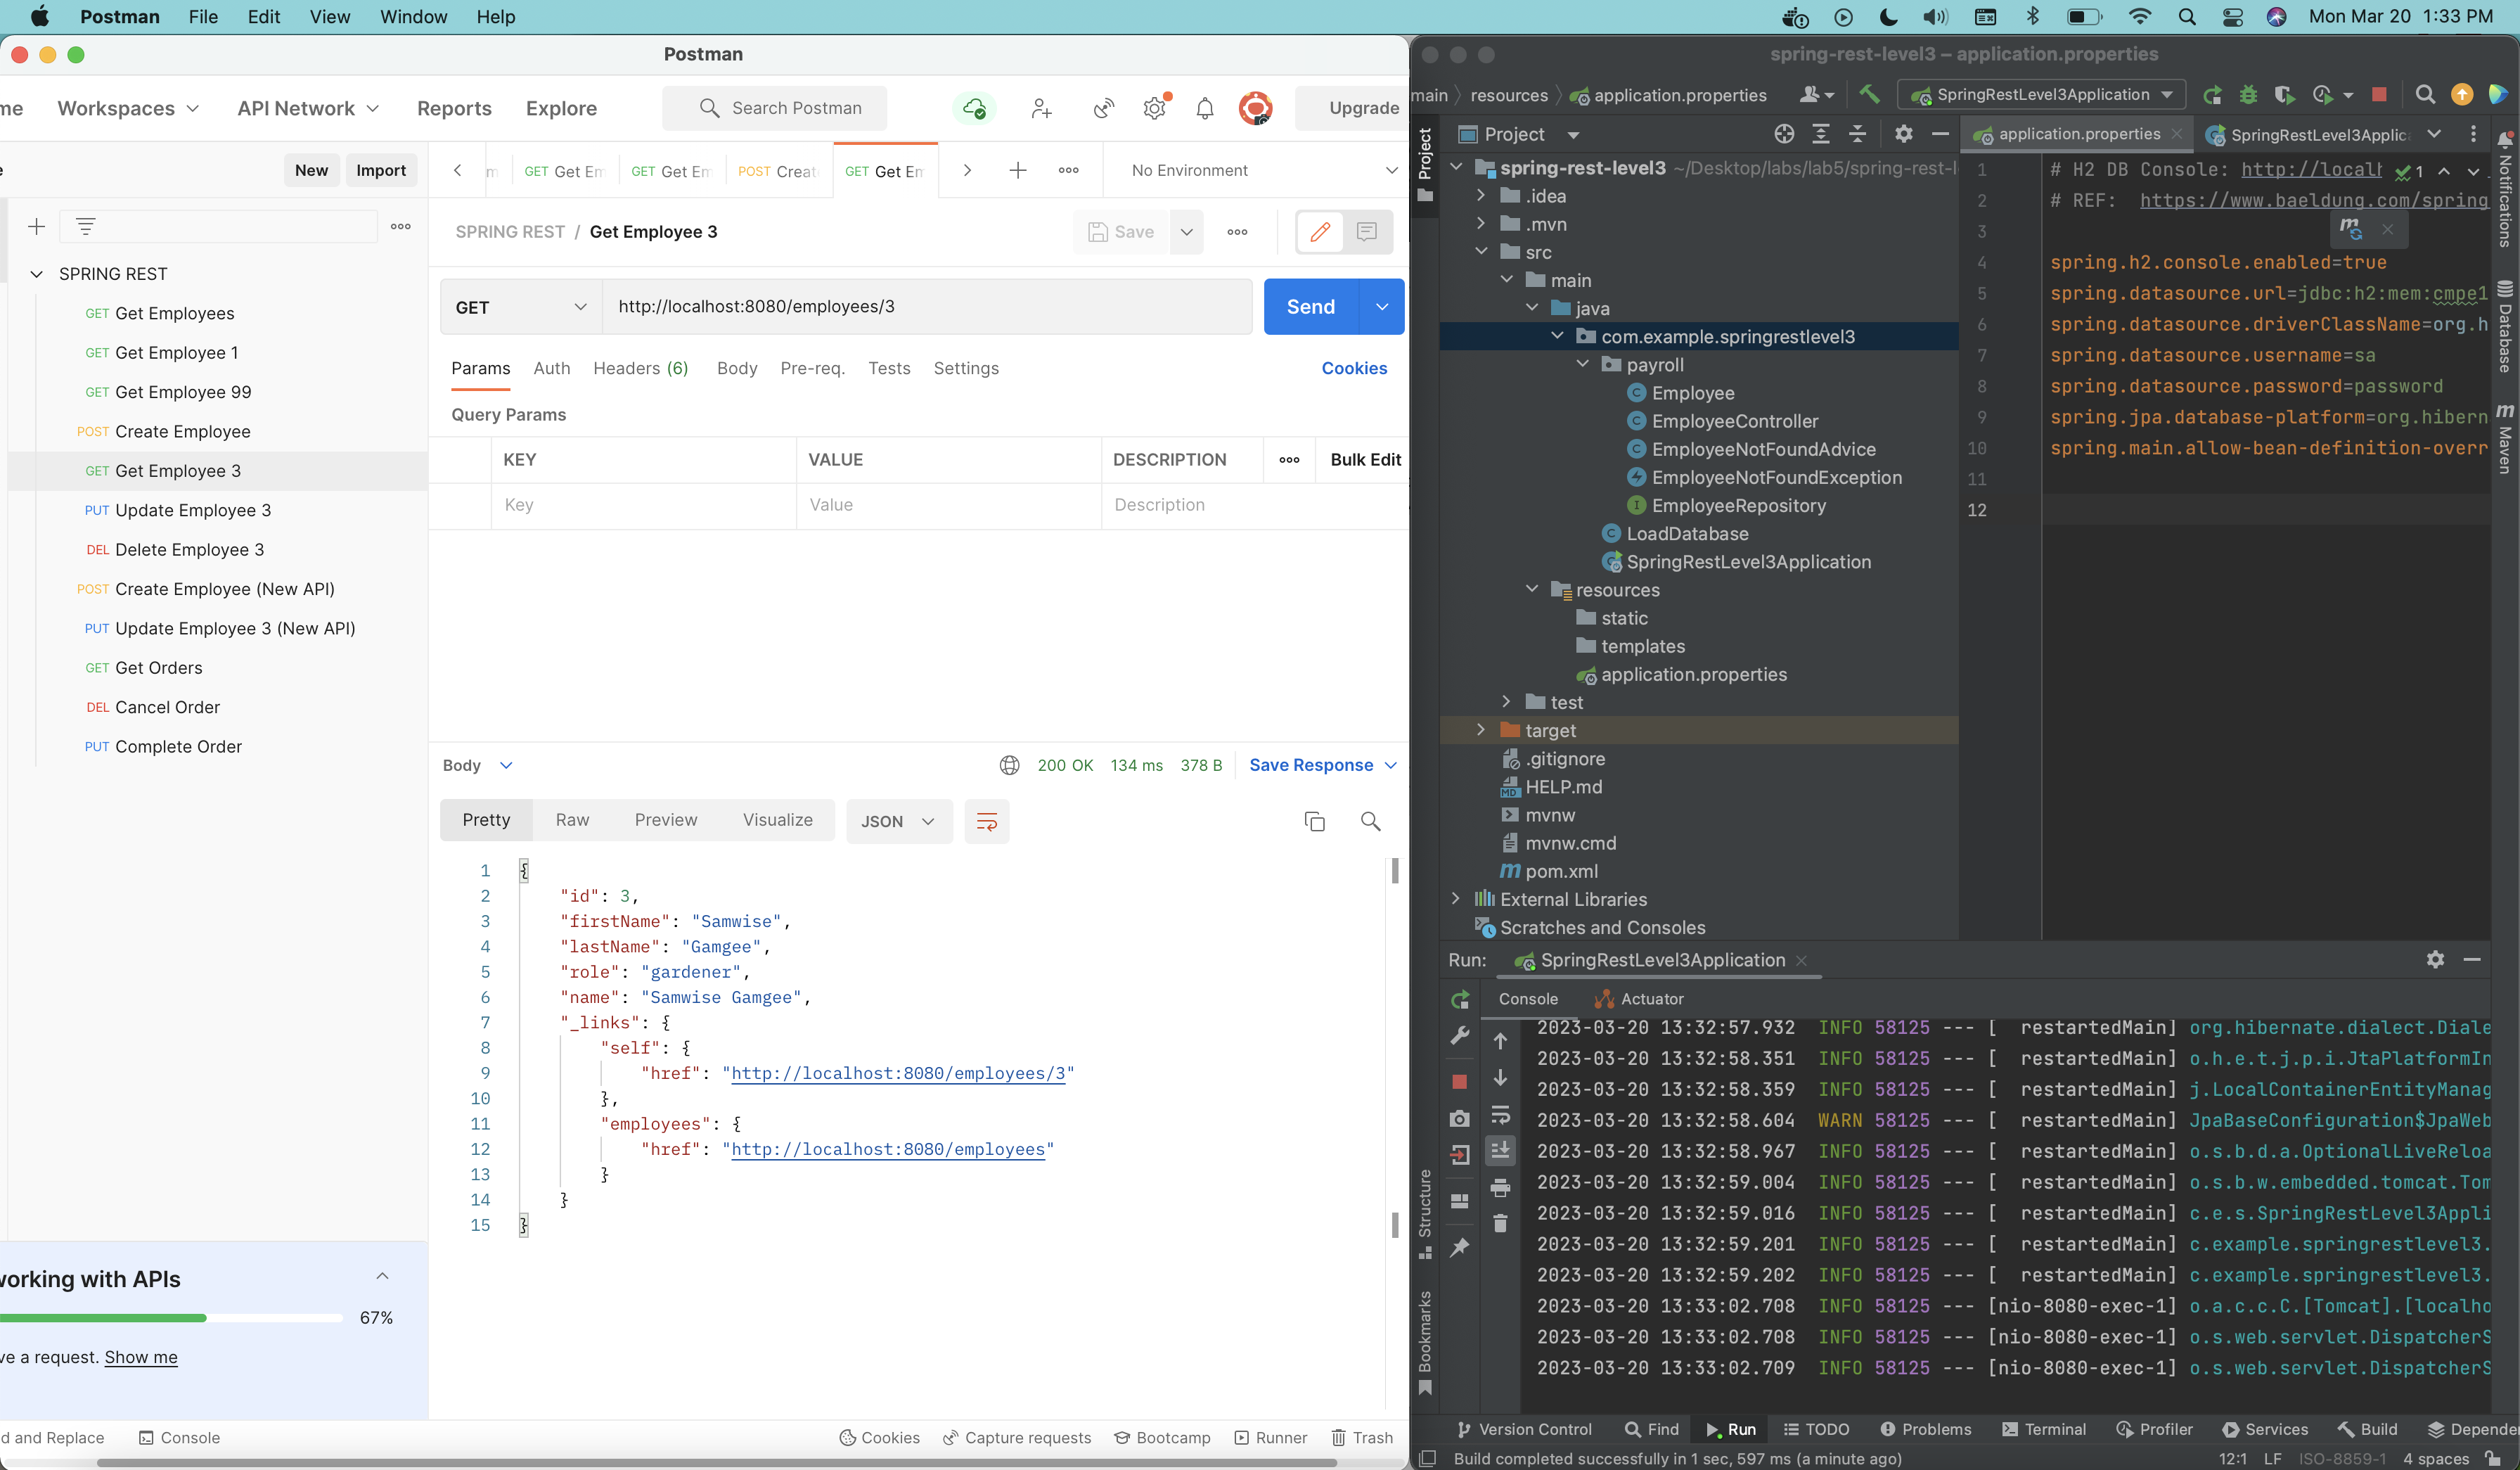 Postman File Edit View Window Help Mon Mar 20 1:33 PM
Postman
me Workspaces API Network Reports Explore Search Postman Upgrade
New Import
GET Get Em GET Get Em POST Creat GET Get Em No Environment
SPRING REST / Get Employee 3 Save
SPRING REST
GET Get Employees
GET Get Employee 1
GET Get Employee 99
POST Create Employee
GET Get Employee 3
PUT Update Employee 3
DEL Delete Employee 3
POST Create Employee (New API)
PUT Update Employee 3 (New API)
GET Get Orders
DEL Cancel Order
PUT Complete Order
working with APIs
67%
ve a request. Show me
GET http://localhost:8080/employees/3 Send
Params Auth Headers (6) Body Pre-req. Tests Settings Cookies
Query Params
KEY VALUE DESCRIPTION Bulk Edit
Key Value Description
Body 200 OK 134 ms 378 B Save Response
Pretty Raw Preview Visualize JSON
1 {
2 "id": 3,
3 "firstName": "Samwise",
4 "lastName": "Gamgee",
5 "role": "gardener",
6 "name": "Samwise Gamgee",
7 "_links": {
8 "self": {
9 "href": "http://localhost:8080/employees/3"
10 },
11 "employees": {
12 "href": "http://localhost:8080/employees"
13 }
14 }
15 }
d and Replace Console Cookies Capture requests Bootcamp Runner Trash
spring-rest-level3 – application.properties
main resources application.properties SpringRestLevel3Application
Project
Project
application.properties SpringRestLevel3Applic
spring-rest-level3 ~/Desktop/labs/lab5/spring-rest-l
.idea
.mvn
src
main
java
com.example.springrestlevel3
payroll
Employee
EmployeeController
EmployeeNotFoundAdvice
EmployeeNotFoundException
EmployeeRepository
LoadDatabase
SpringRestLevel3Application
resources
static
templates
application.properties
test
target
.gitignore
HELP.md
mvnw
mvnw.cmd
pom.xml
External Libraries
Scratches and Consoles
1 # H2 DB Console: http://localh 1
2 # REF: https://www.baeldung.com/spring
3
4 spring.h2.console.enabled=true
5 spring.datasource.url=jdbc:h2:mem:cmpe1
6 spring.datasource.driverClassName=org.h
7 spring.datasource.username=sa
8 spring.datasource.password=password
9 spring.jpa.database-platform=org.hibern
10 spring.main.allow-bean-definition-overr
11
12
Notifications
Database
Maven
Run: SpringRestLevel3Application
Console Actuator
2023-03-20 13:32:57.932 INFO 58125 --- [ restartedMain] org.hibernate.dialect.Diale
2023-03-20 13:32:58.351 INFO 58125 --- [ restartedMain] o.h.e.t.j.p.i.JtaPlatformIn
2023-03-20 13:32:58.359 INFO 58125 --- [ restartedMain] j.LocalContainerEntityManag
2023-03-20 13:32:58.604 WARN 58125 --- [ restartedMain] JpaBaseConfiguration$JpaWeb
2023-03-20 13:32:58.967 INFO 58125 --- [ restartedMain] o.s.b.d.a.OptionalLiveReloa
2023-03-20 13:32:59.004 INFO 58125 --- [ restartedMain] o.s.b.w.embedded.tomcat.Tom
2023-03-20 13:32:59.016 INFO 58125 --- [ restartedMain] c.e.s.SpringRestLevel3Appli
2023-03-20 13:32:59.201 INFO 58125 --- [ restartedMain] c.example.springrestlevel3.
2023-03-20 13:32:59.202 INFO 58125 --- [ restartedMain] c.example.springrestlevel3.
2023-03-20 13:33:02.708 INFO 58125 --- [nio-8080-exec-1] o.a.c.c.C.[Tomcat].[localho
2023-03-20 13:33:02.708 INFO 58125 --- [nio-8080-exec-1] o.s.web.servlet.DispatcherS
2023-03-20 13:33:02.709 INFO 58125 --- [nio-8080-exec-1] o.s.web.servlet.DispatcherS
Structure
Bookmarks
Version Control Find Run TODO Problems Terminal Profiler Services Build Depende
Build completed successfully in 1 sec, 597 ms (a minute ago) 12:1 LF ISO-8859-1 4 spaces